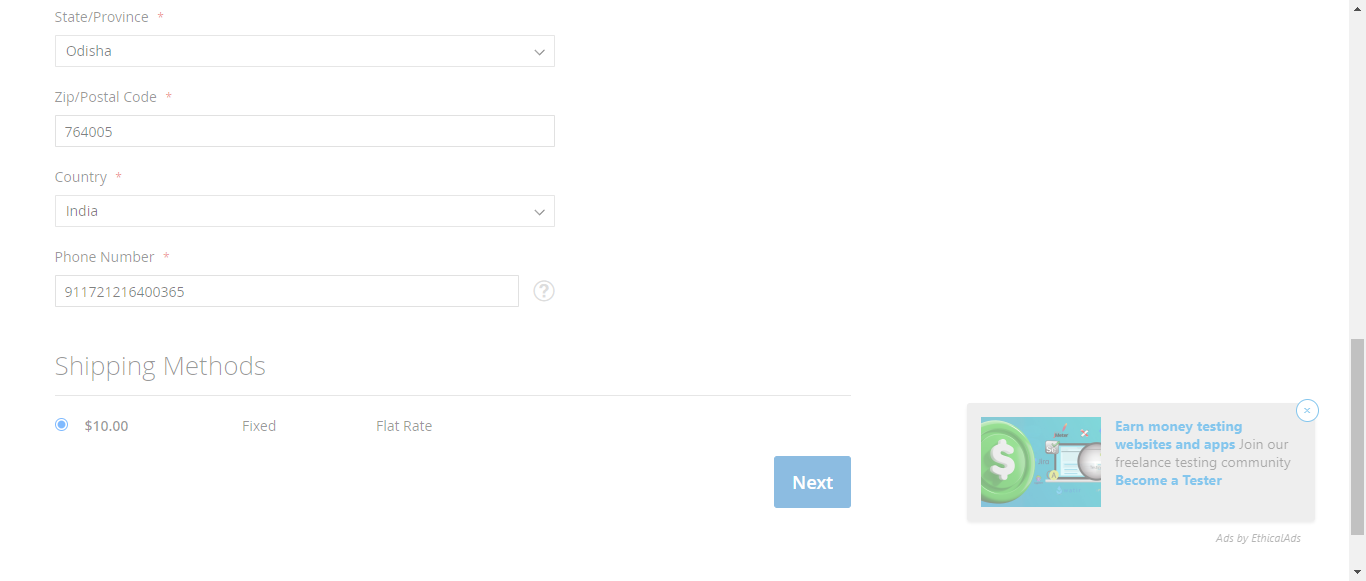 State/Province *
Odisha
Zip/Postal Code *
764005
Country *
India
Phone Number *
911721216400365
?
Shipping Methods
$10.00 Fixed Flat Rate
Next
Earn money testing
websites and apps Join our
freelance testing community
Become a Tester
Ads by EthicalAds